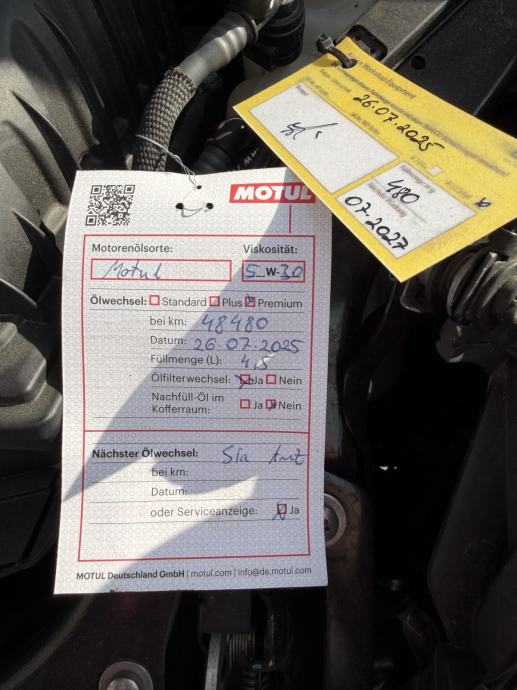 MOTUL
Motorenölsorte: Viskosität:
Motul 5 W-30
Ölwechsel: Standard Plus Premium
bei km: 48480
Datum: 26.07.2025
Füllmenge (L): 4,5
Ölfilterwechsel: Ja Nein
Nachfüll-Öl im
Kofferraum: Ja Nein
Nächster Ölwechsel:
bei km:
Datum:
oder Serviceanzeige: Ja
MOTUL Deutschland GmbH | motul.com | info@de.motul.com
Workshop Equipment
26.07.2025
480
07-2027